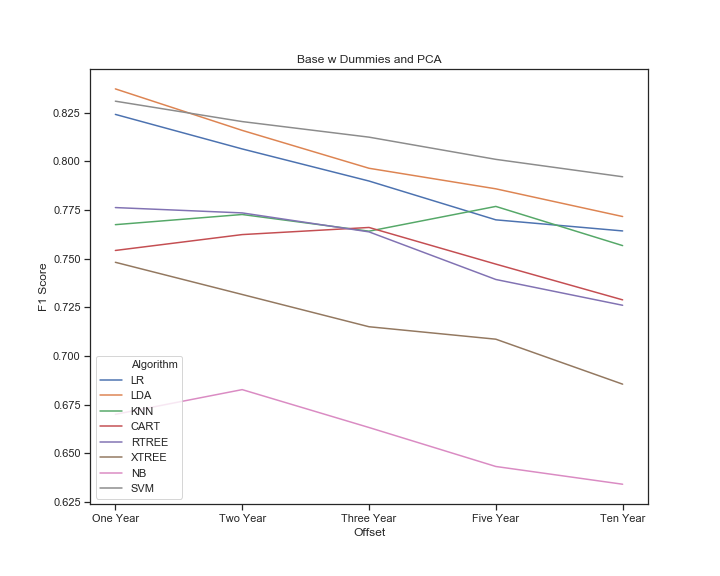 Base w Dummies and PCA
F1 Score
0.825
0.800
0.775
0.750
0.725
0.700
0.675
0.650
0.625
Algorithm
LR
LDA
KNN
CART
RTREE
XTREE
NB
SVM
One Year Two Year Three Year Five Year Ten Year
Offset